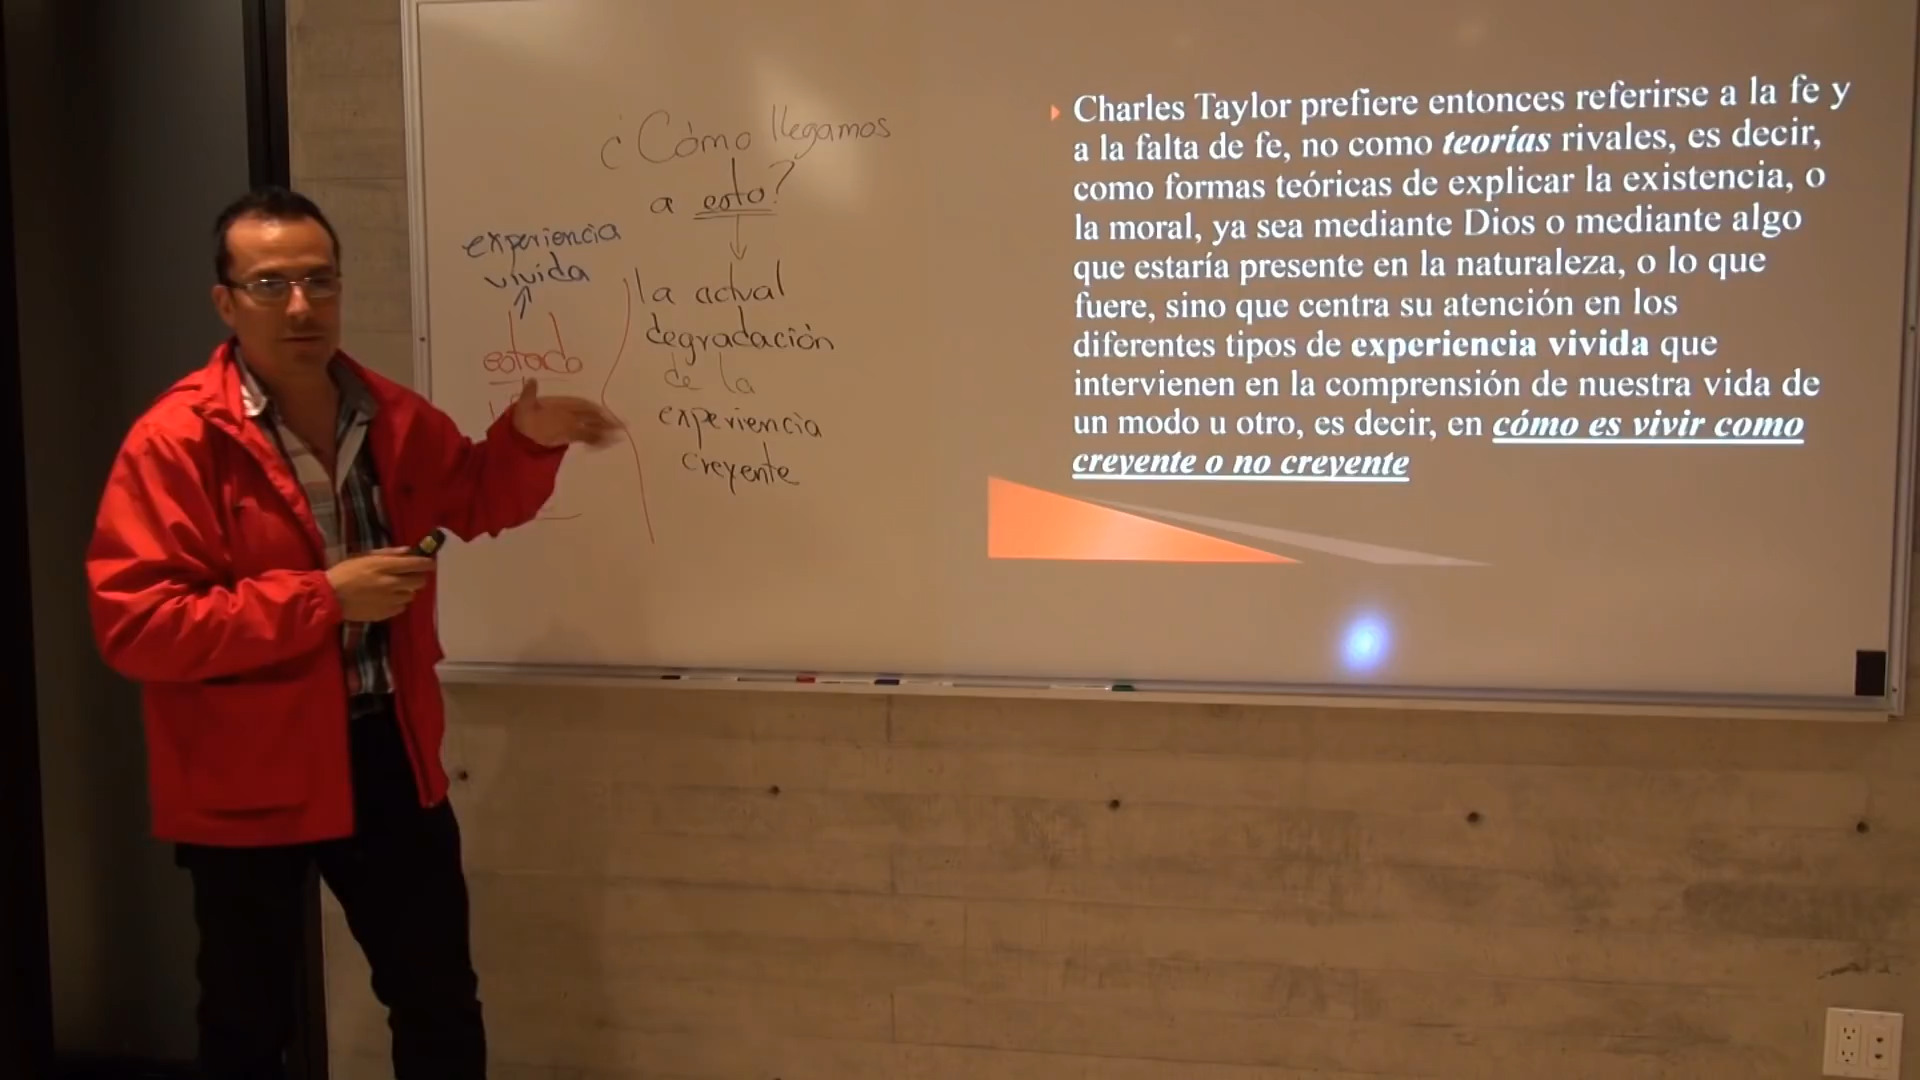 ¿Cómo llegamos
a esto?
experiencia
vivida
estado
la actual
degradación
de la
experiencia
creyente
Charles Taylor prefiere entonces referirse a la fe y
a la falta de fe, no como teorías rivales, es decir,
como formas teóricas de explicar la existencia, o
la moral, ya sea mediante Dios o mediante algo
que estaría presente en la naturaleza, o lo que
fuere, sino que centra su atención en los
diferentes tipos de experiencia vivida que
intervienen en la comprensión de nuestra vida de
un modo u otro, es decir, en cómo es vivir como
creyente o no creyente